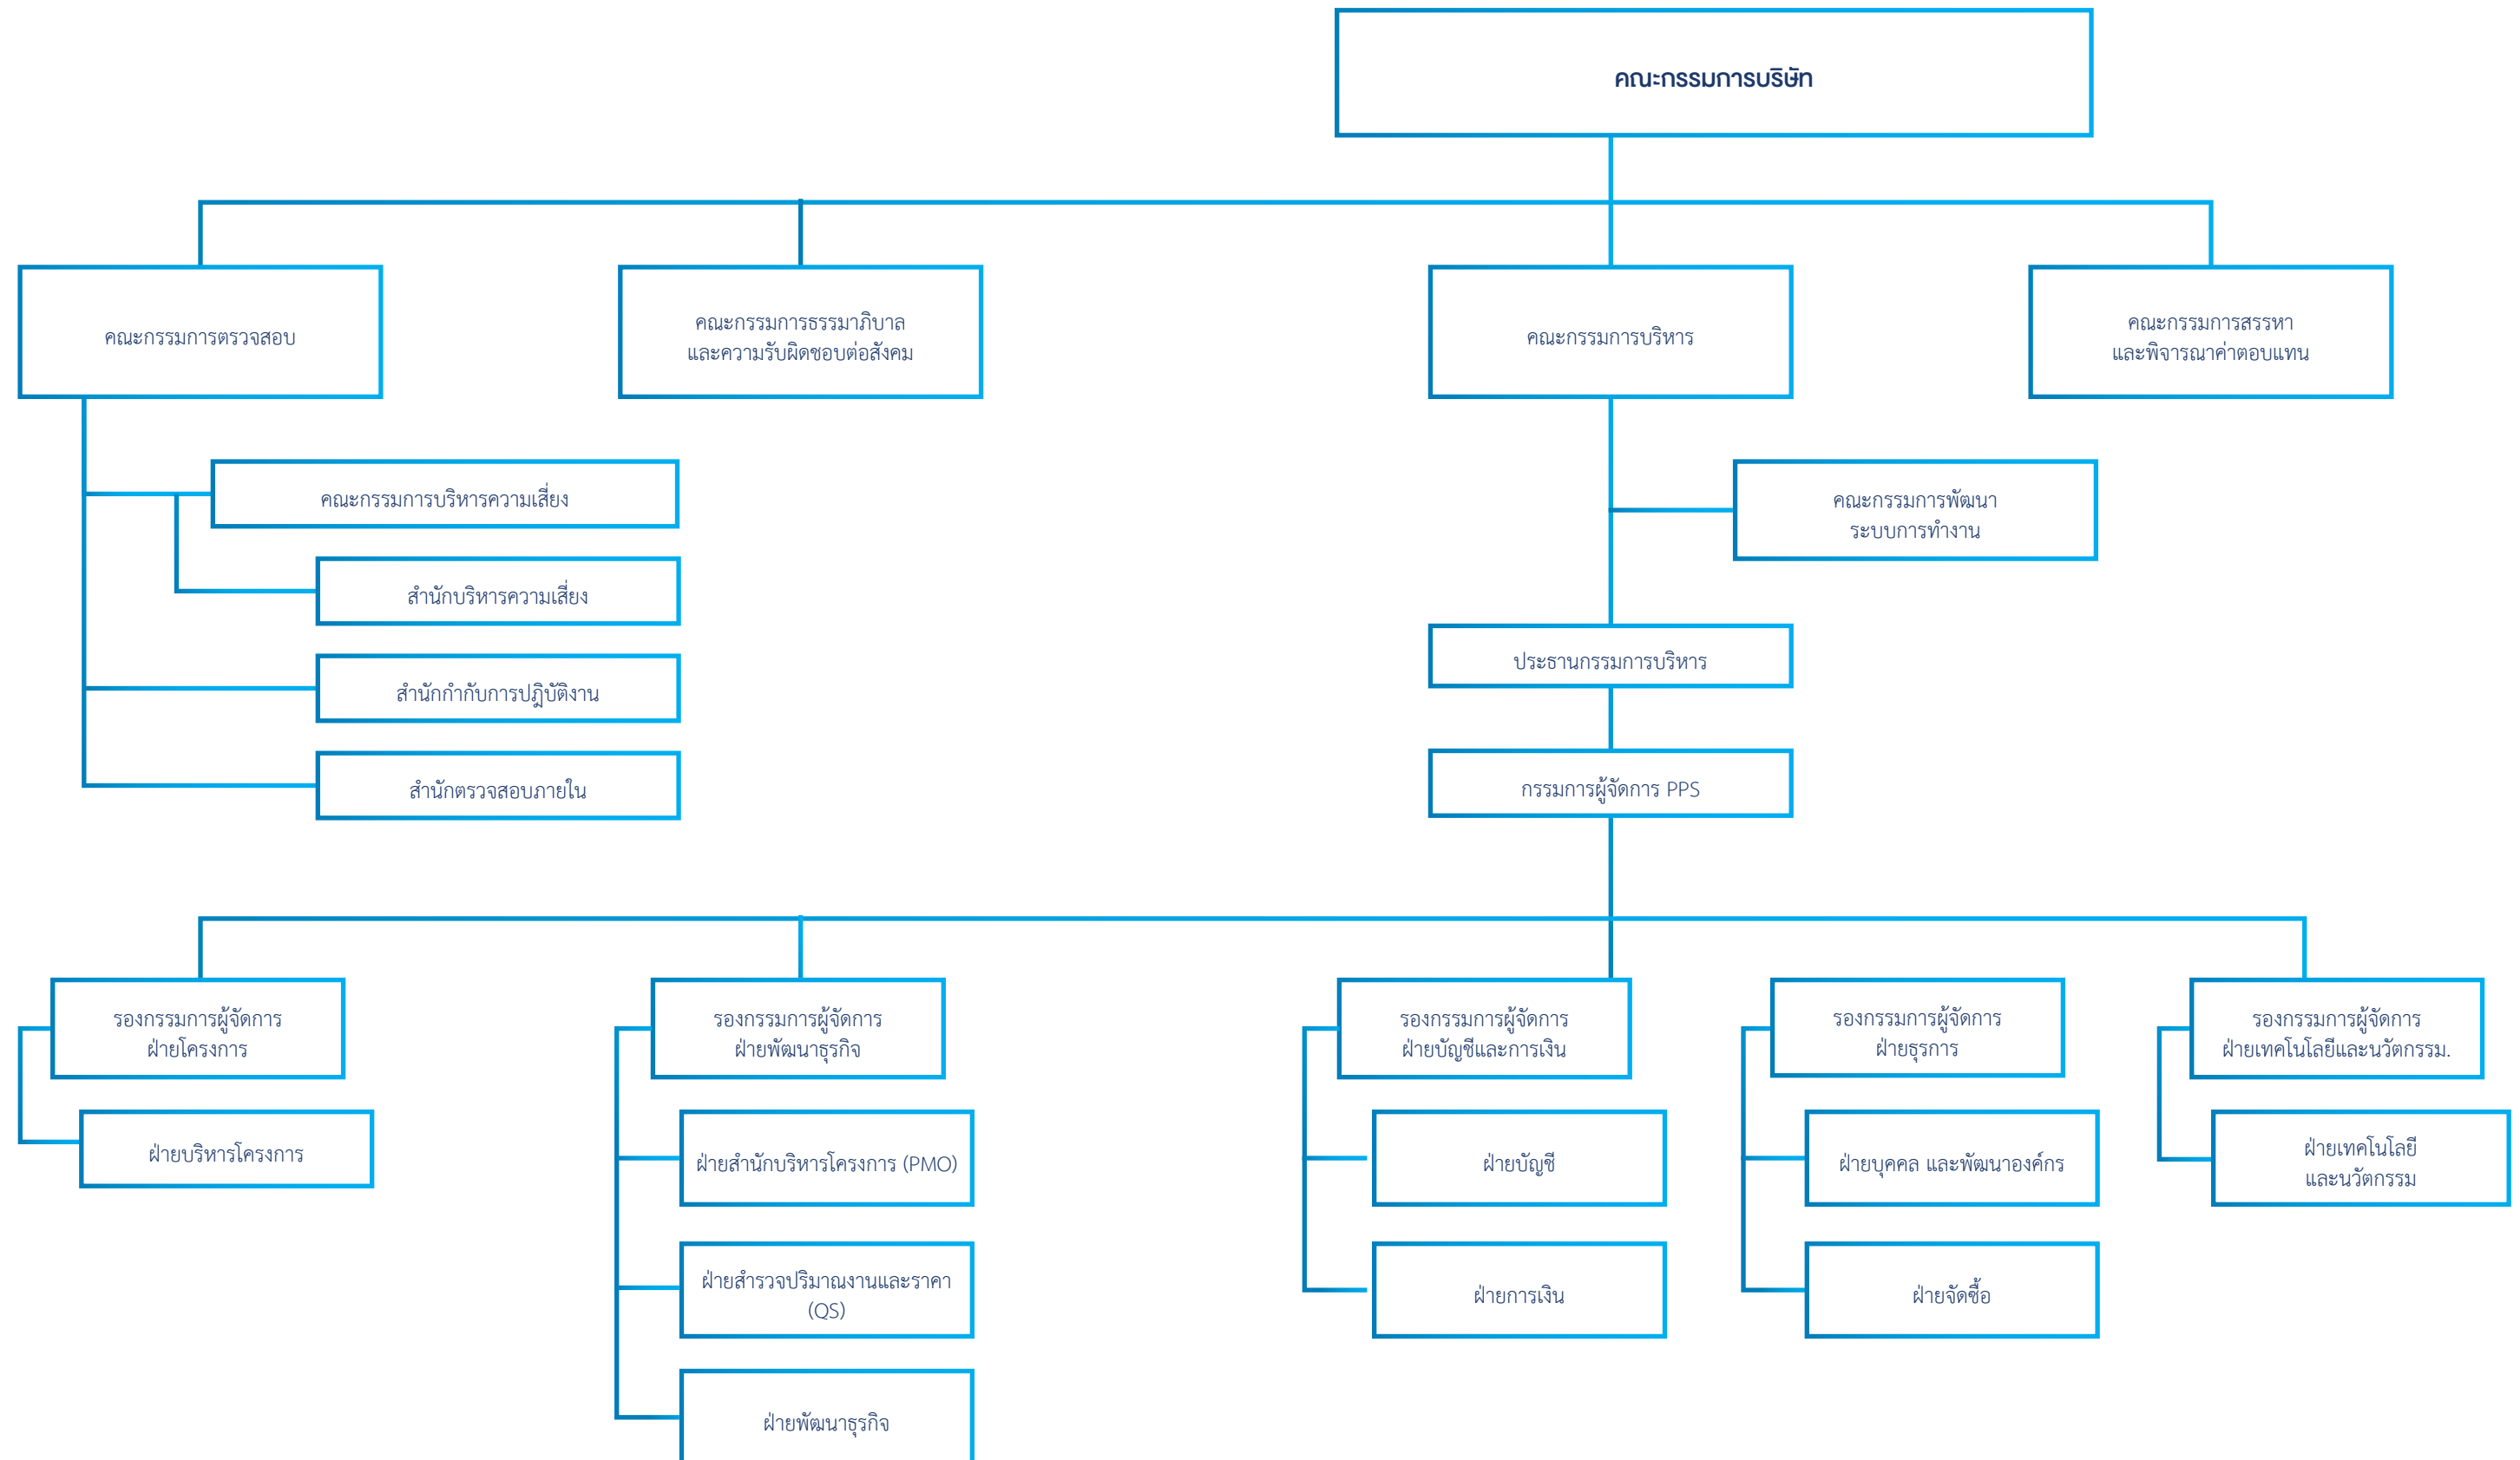 คณะกรรมการบริษัท
คณะกรรมการตรวจสอบ
คณะกรรมการธรรมาภิบาล
และความรับผิดชอบต่อสังคม
คณะกรรมการบริหาร
คณะกรรมการสรรหา
และพิจารณาค่าตอบแทน
คณะกรรมการบริหารความเสี่ยง
สำนักบริหารความเสี่ยง
สำนักกำกับการปฎิบัติงาน
สำนักตรวจสอบภายใน
คณะกรรมการพัฒนา
ระบบการทำงาน
ประธานกรรมการบริหาร
กรรมการผู้จัดการ PPS
รองกรรมการผู้จัดการ
ฝ่ายโครงการ
ฝ่ายบริหารโครงการ
รองกรรมการผู้จัดการ
ฝ่ายพัฒนาธุรกิจ
ฝ่ายสำนักบริหารโครงการ (PMO)
ฝ่ายสำรวจปริมาณงานและราคา
(QS)
ฝ่ายพัฒนาธุรกิจ
รองกรรมการผู้จัดการ
ฝ่ายบัญชีและการเงิน
ฝ่ายบัญชี
ฝ่ายการเงิน
รองกรรมการผู้จัดการ
ฝ่ายธุรการ
ฝ่ายบุคคล และพัฒนาองค์กร
ฝ่ายจัดซื้อ
รองกรรมการผู้จัดการ
ฝ่ายเทคโนโลยีและนวัตกรรม.
ฝ่ายเทคโนโลยี
และนวัตกรรม